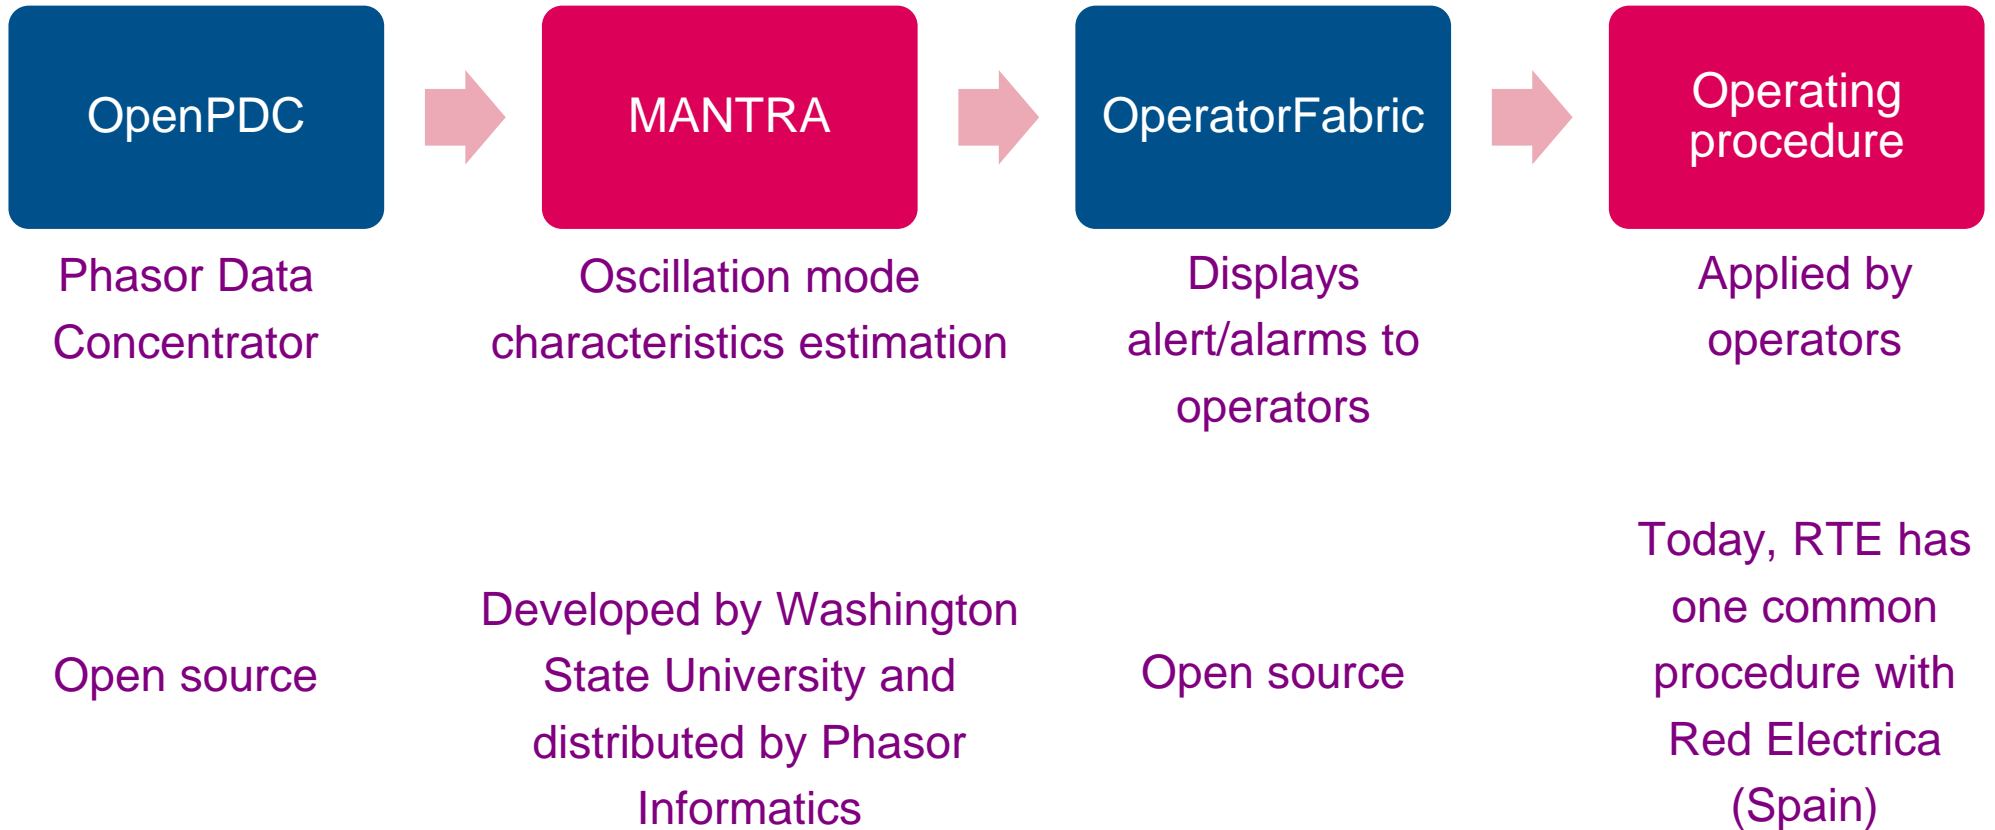 OpenPDC
MANTRA
OperatorFabric
Operating
procedure
Phasor Data
Concentrator
Oscillation mode
characteristics estimation
Displays
alert/alarms to
operators
Applied by
operators
Open source
Developed by Washington
State University and
distributed by Phasor
Informatics
Open source
Today, RTE has
one common
procedure with
Red Electrica
(Spain)